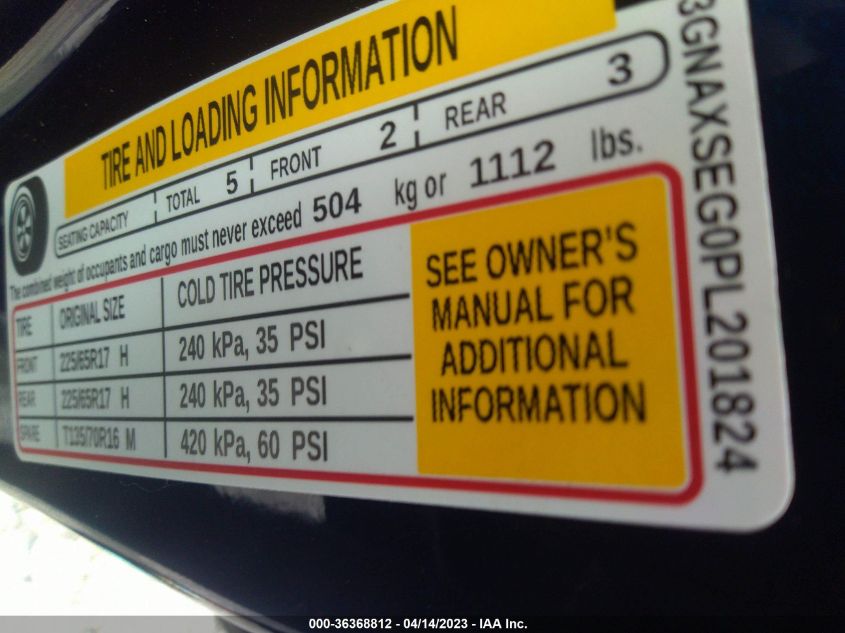 TIRE AND LOADING INFORMATION
SEATING CAPACITY TOTAL 5 FRONT 2 REAR 3
The combined weight of occupants and cargo must never exceed 504 kg or 1112 lbs.
TIRE ORIGINAL SIZE COLD TIRE PRESSURE
FRONT 225/65R17 H 240 kPa, 35 PSI
REAR 225/65R17 H 240 kPa, 35 PSI
SPARE T135/70R16 M 420 kPa, 60 PSI
SEE OWNER'S
MANUAL FOR
ADDITIONAL
INFORMATION
3GNAXSEG0PL201824
000-36368812 - 04/14/2023 - IAA Inc.